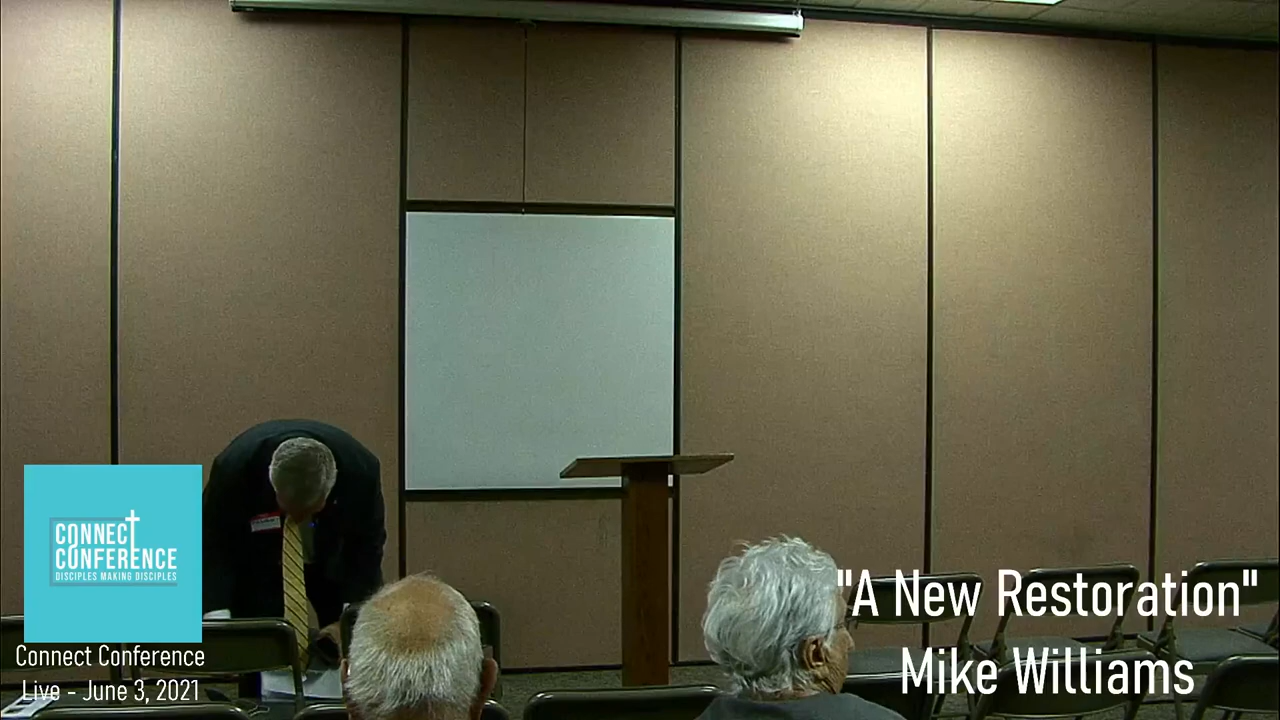 CONNECT
CONFERENCE
DISCIPLES MAKING DISCIPLES
Connect Conference
Live - June 3, 2021
"A New Restoration"
Mike Williams